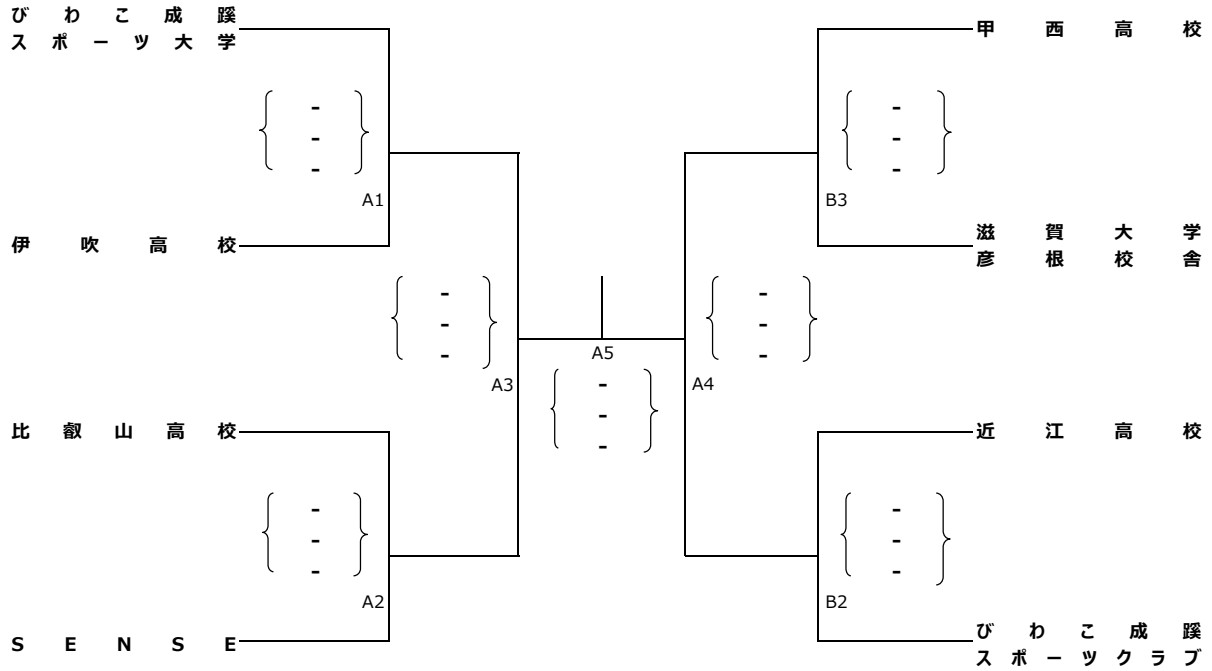 びわこ成蹊
スポーツ大学
甲西高校
-
-
-
-
-
-
A1
B3
伊吹高校
滋賀大学
彦根校舎
-
-
-
-
-
-
A5
A3
A4
-
-
-
比叡山高校
近江高校
-
-
-
-
-
-
A2
B2
SENSE
びわこ成蹊
スポーツクラブ